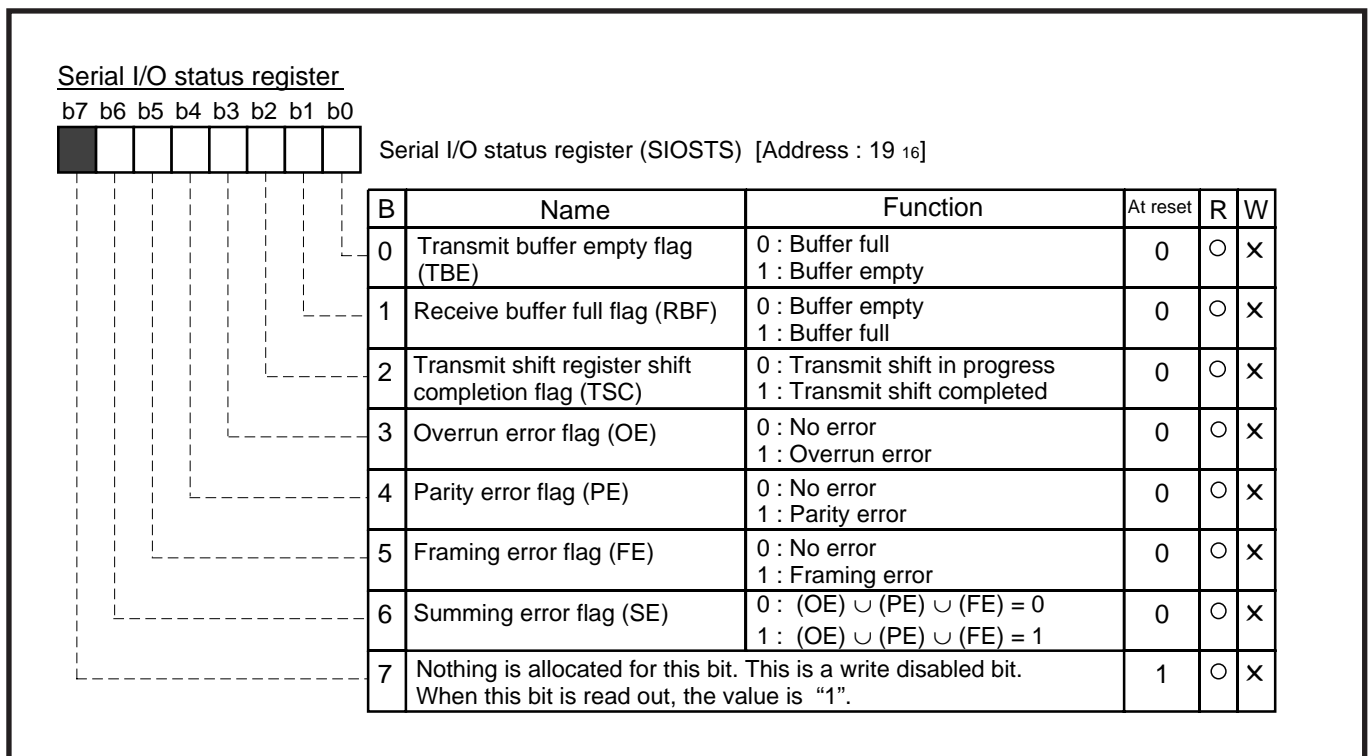 Serial I/O status register
b7 b6 b5 b4 b3 b2 b1 b0
Serial I/O status register (SIOSTS) [Address : 19 16]
B Name Function At reset R W
0 Transmit buffer empty flag (TBE) 0 : Buffer full 0 ○ ✕
1 : Buffer empty
1 Receive buffer full flag (RBF) 0 : Buffer empty 0 ○ ✕
1 : Buffer full
2 Transmit shift register shift completion flag (TSC) 0 : Transmit shift in progress 0 ○ ✕
1 : Transmit shift completed
3 Overrun error flag (OE) 0 : No error 0 ○ ✕
1 : Overrun error
4 Parity error flag (PE) 0 : No error 0 ○ ✕
1 : Parity error
5 Framing error flag (FE) 0 : No error 0 ○ ✕
1 : Framing error
6 Summing error flag (SE) 0 : (OE) ∪ (PE) ∪ (FE) = 0 0 ○ ✕
1 : (OE) ∪ (PE) ∪ (FE) = 1
7 Nothing is allocated for this bit. This is a write disabled bit. 1 ○ ✕
When this bit is read out, the value is “1”.